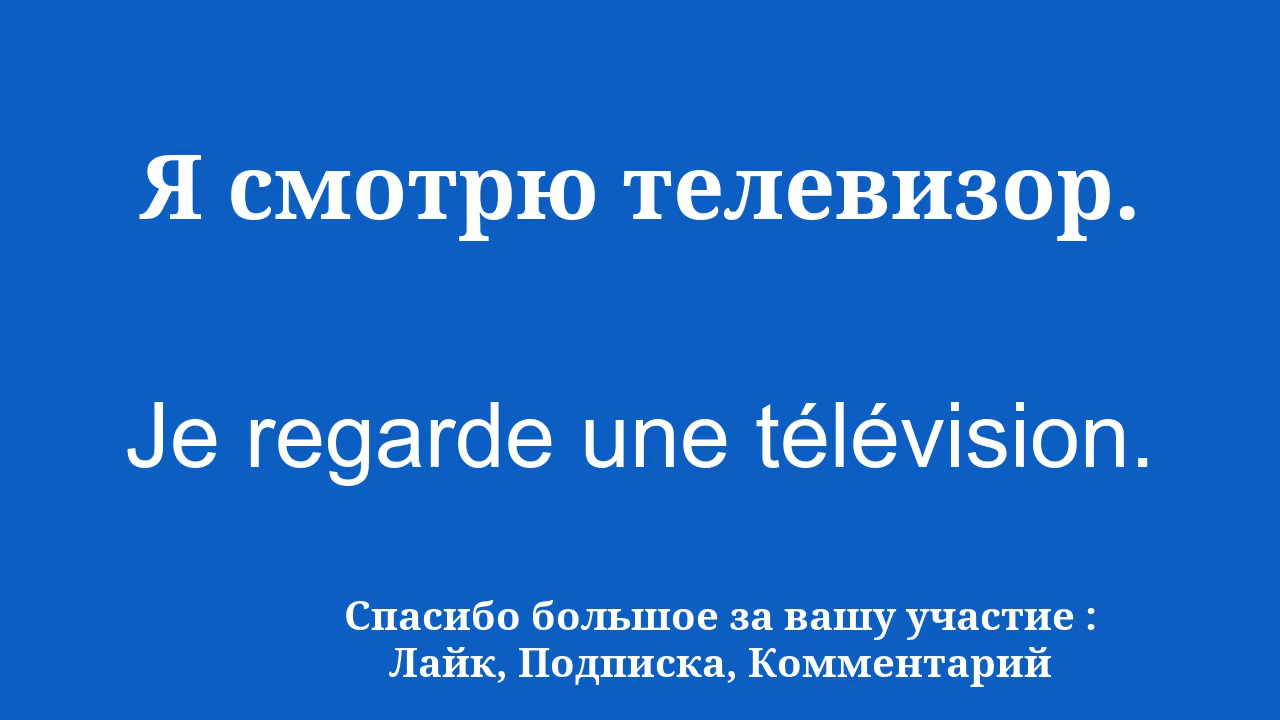 Я смотрю телевизор.
Je regarde une télévision.
Спасибо большое за вашу участие :
Лайк, Подписка, Комментарий